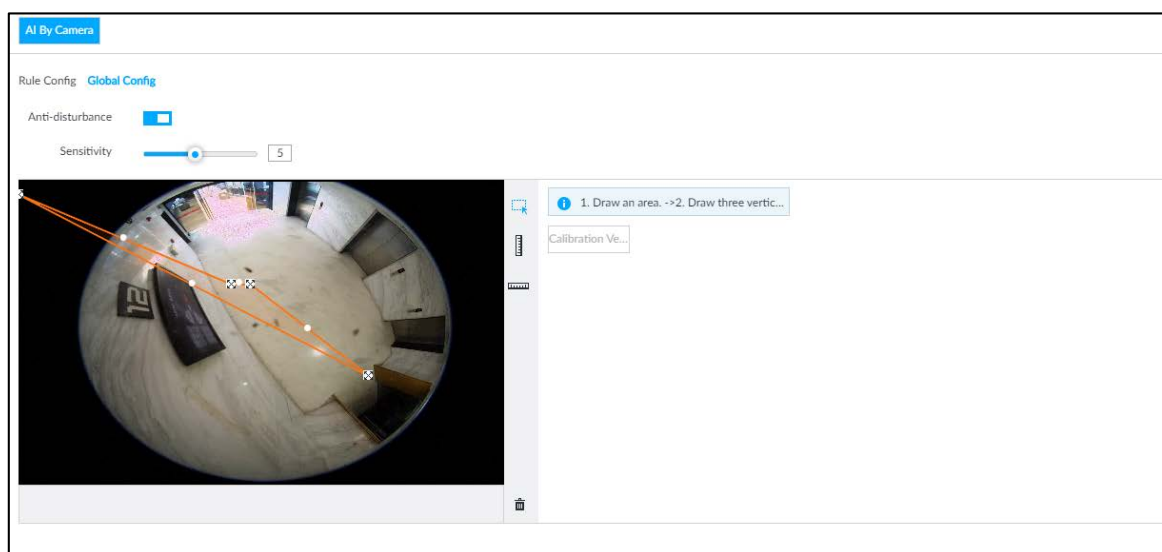 AI By Camera
Rule Config Global Config
Anti-disturbance
Sensitivity 5
1. Draw an area. ->2. Draw three vertic...
Calibration Ve...
12